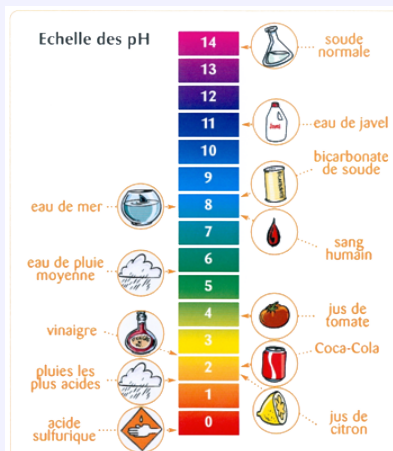 Echelle des pH
14
13
12
11
10
9
8
7
6
5
4
3
2
1
0
soude
normale
eau de javel
bicarbonate
de soude
sang
humain
jus de
tomate
Coca-Cola
jus de
citron
eau de mer
eau de pluie
moyenne
vinaigre
pluies les
plus acides
acide
sulfurique